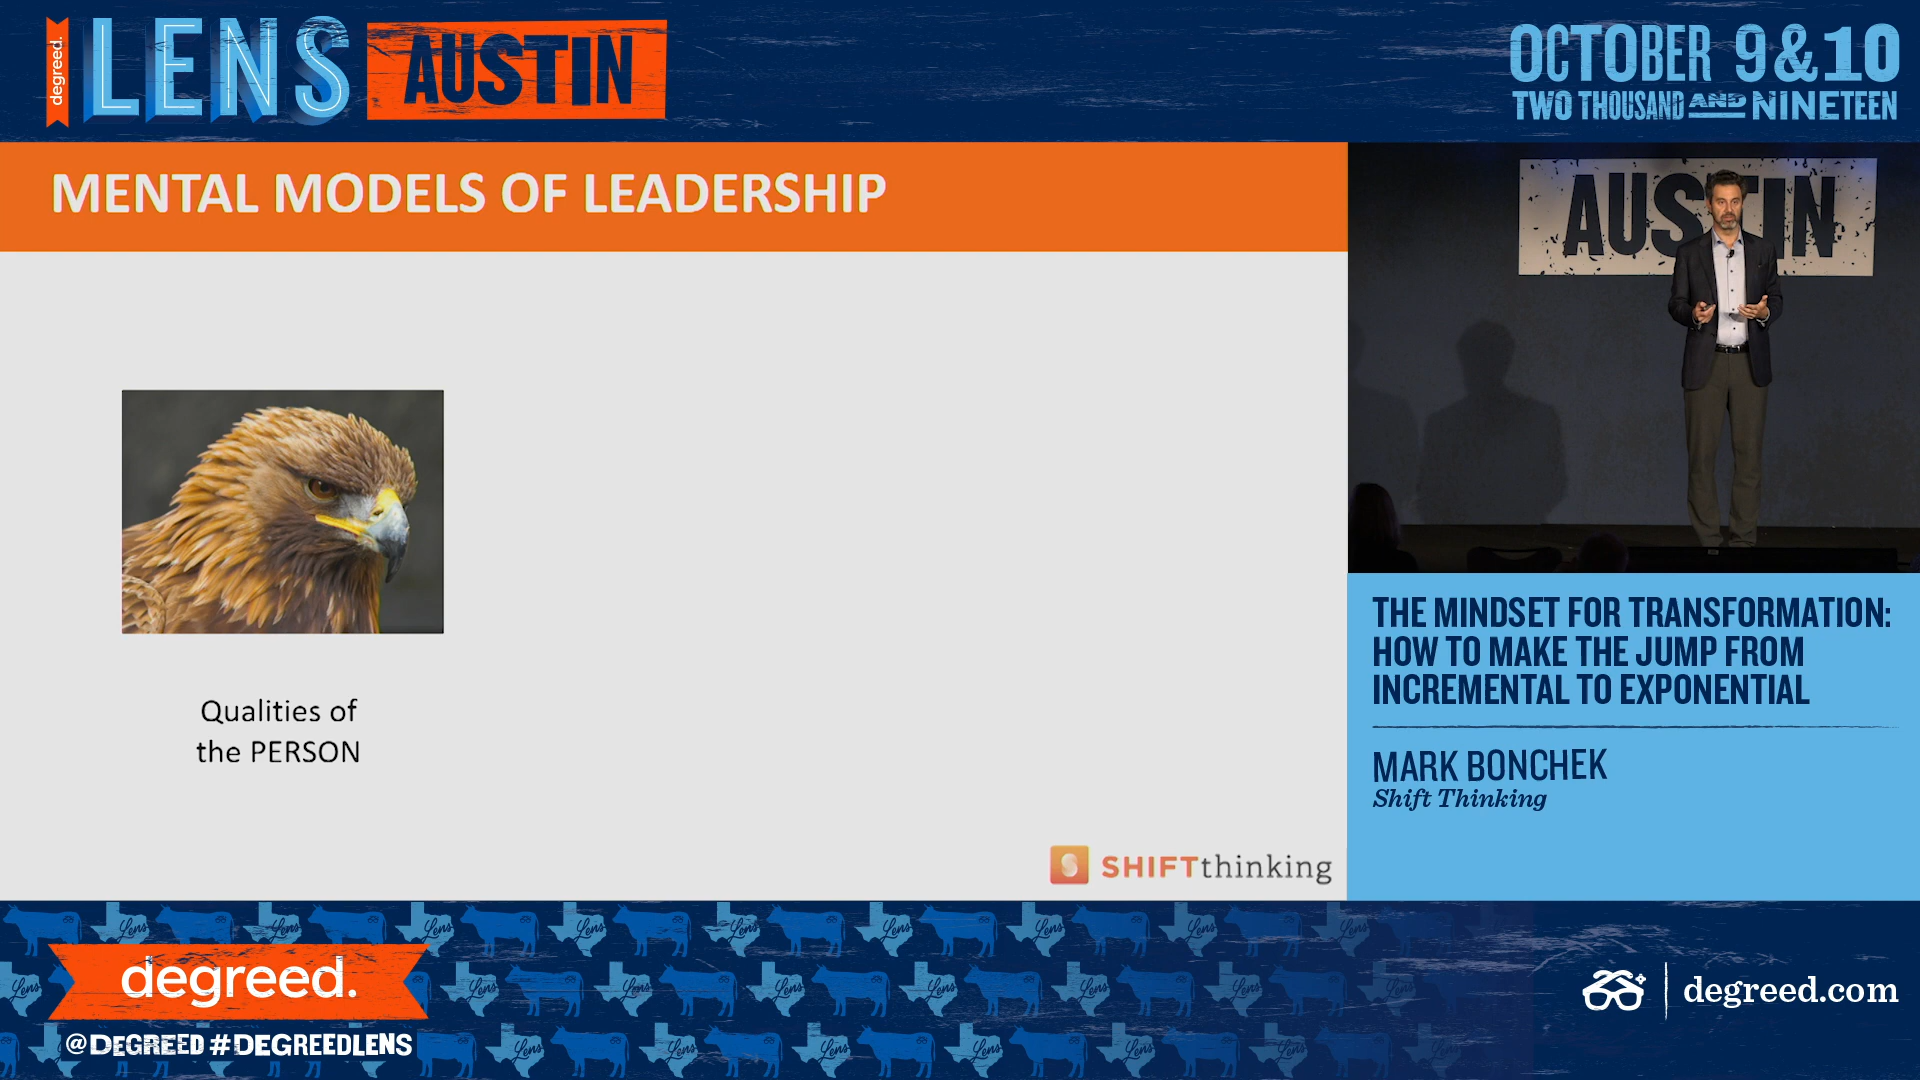 degreed.
LENS
AUSTIN
OCTOBER 9&10
TWO THOUSAND AND NINETEEN
MENTAL MODELS OF LEADERSHIP
AUSTIN
Qualities of
the PERSON
SHIFTthinking
THE MINDSET FOR TRANSFORMATION:
HOW TO MAKE THE JUMP FROM
INCREMENTAL TO EXPONENTIAL
MARK BONCHEK
Shift Thinking
Lens
degreed.
@DEGREED #DEGREEDLENS
degreed.com